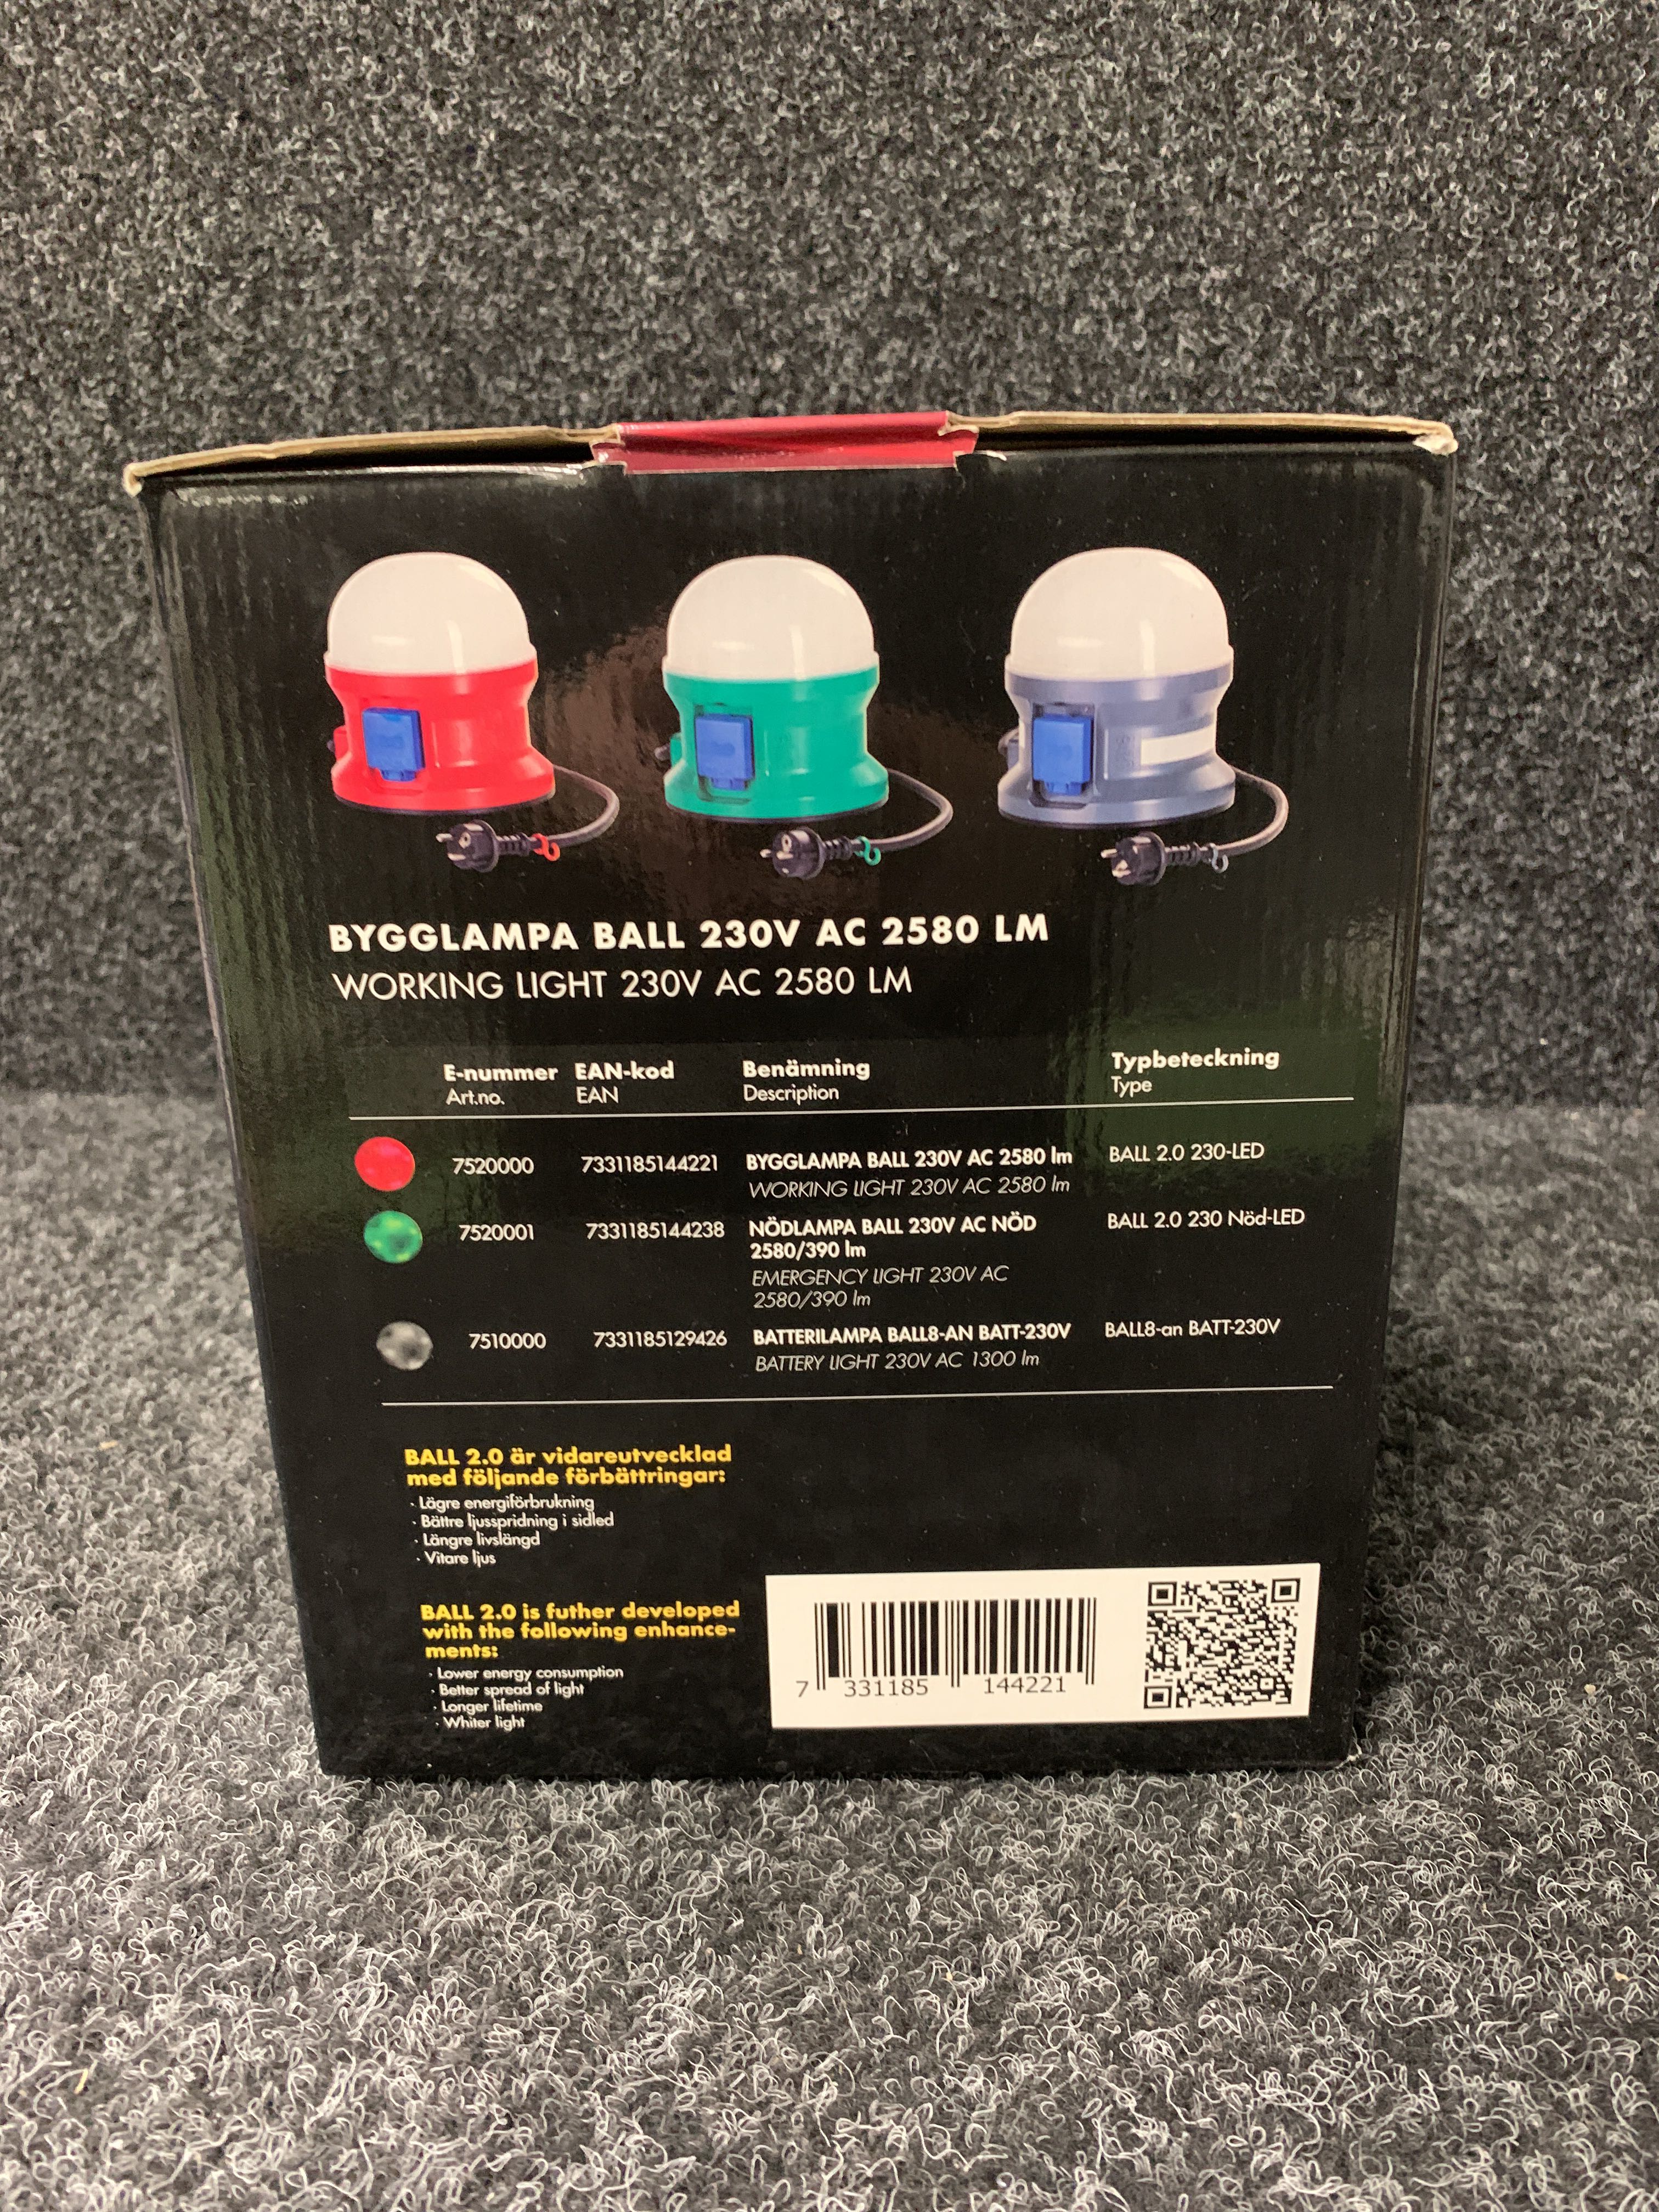 BYGGLAMPA BALL 230V AC 2580 LM
WORKING LIGHT 230V AC 2580 LM
E-nummer EAN-kod Benämning Typbeteckning
Art.no. EAN Description Type
7520000 7331185144221 BYGGLAMPA BALL 230V AC 2580 lm BALL 2.0 230-LED
WORKING LIGHT 230V AC 2580 lm
7520001 7331185144238 NÖDLAMPA BALL 230V AC NÖD BALL 2.0 230 Nöd-LED
2580/390 lm
EMERGENCY LIGHT 230V AC
2580/390 lm
7510000 7331185129426 BATTERILAMPA BALL8-AN BATT-230V BALL8-an BATT-230V
BATTERY LIGHT 230V AC 1300 lm
BALL 2.0 är vidareutvecklad
med följande förbättringar:
· Lägre energiförbrukning
· Bättre ljusspridning i sidled
· Längre livslängd
· Vitare ljus
BALL 2.0 is futher developed
with the following enhance-
ments:
· Lower energy consumption
· Better spread of light
· Longer lifetime
· Whiter light
7 331185 144221